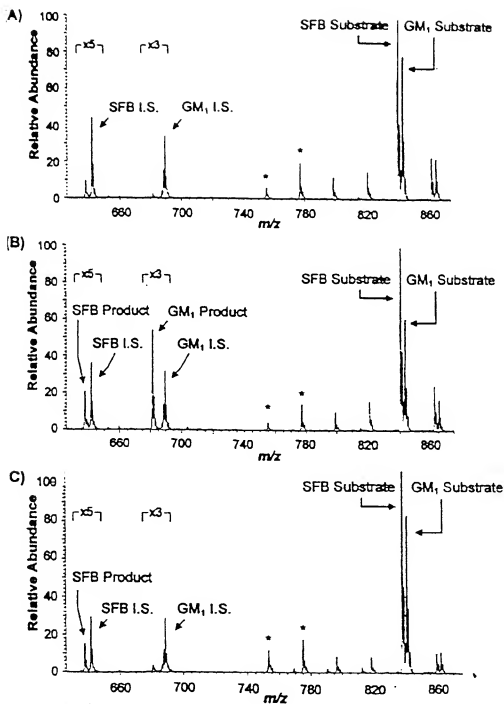 A)
SFB Substrate GM₁ Substrate
x5 x3
SFB I.S.
GM₁ I.S.
* *
Relative Abundance
100
80
60
40
20
0
660 700 740 780 820 860
m/z
(B)
SFB Substrate GM₁ Substrate
x5 x3
SFB Product GM₁ Product
SFB I.S. GM₁ I.S.
* *
Relative Abundance
100
80
60
40
20
0
660 700 740 780 820 860
m/z
C)
SFB Substrate GM₁ Substrate
x5 x3
SFB Product
SFB I.S. GM₁ I.S.
* *
Relative Abundance
100
80
60
40
20
0
660 700 740 780 820 860
m/z